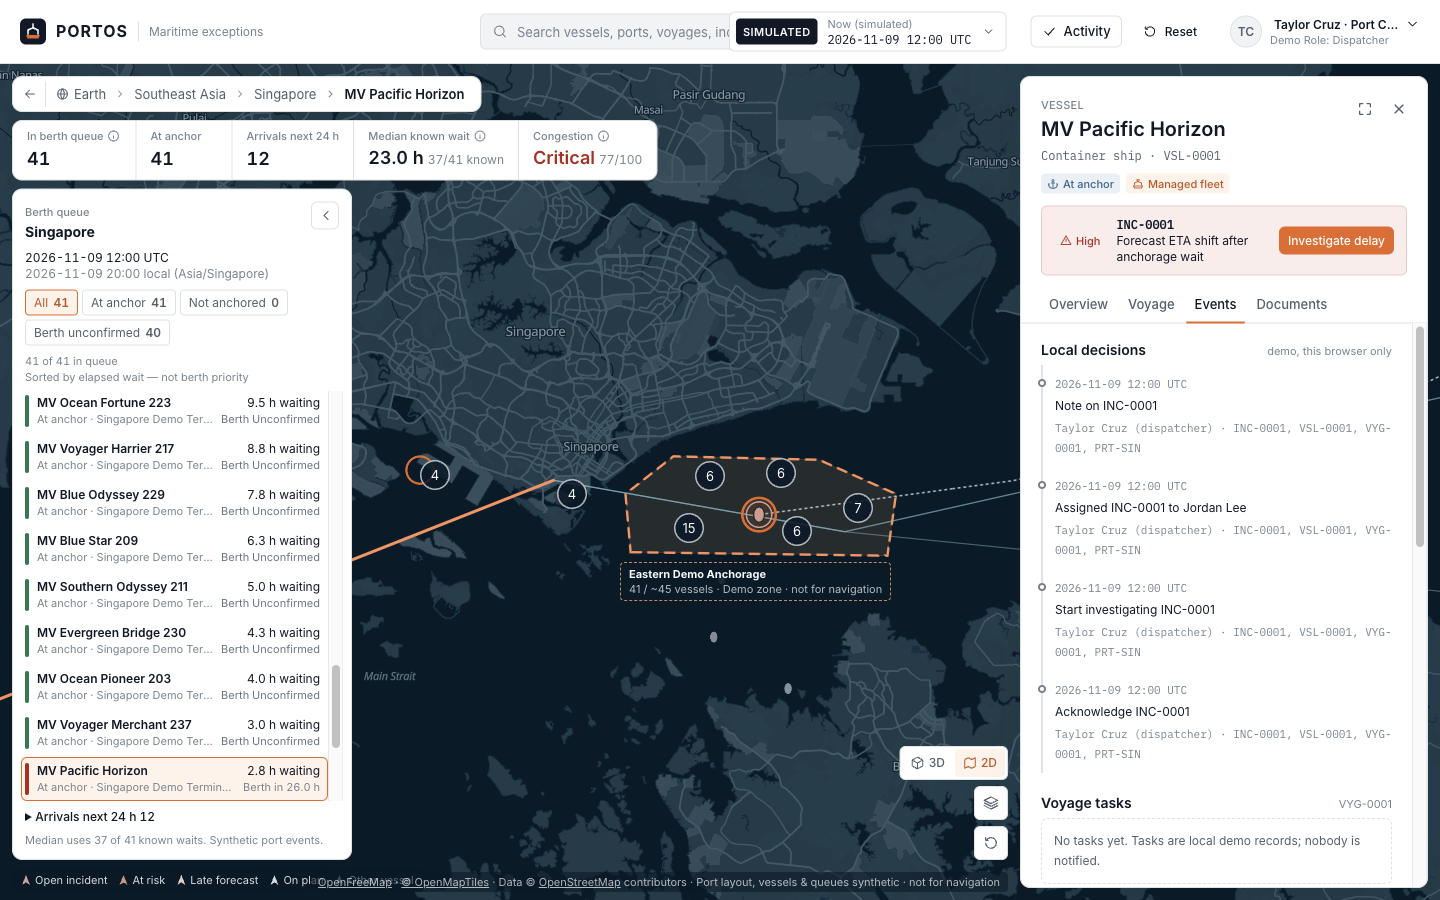 PORTOS
Maritime exceptions
Search vessels, ports, voyages, inc
SIMULATED
Now (simulated)
2026-11-09 12:00 UTC
Activity
Reset
TC
Taylor Cruz · Port C...
Demo Role: Dispatcher
Earth
Southeast Asia
Singapore
MV Pacific Horizon
In berth queue
41
At anchor
41
Arrivals next 24 h
12
Median known wait
23.0 h 37/41 known
Congestion
Critical 77/100
Berth queue
Singapore
2026-11-09 12:00 UTC
2026-11-09 20:00 local (Asia/Singapore)
All 41
At anchor 41
Not anchored 0
Berth unconfirmed 40
41 of 41 in queue
Sorted by elapsed wait — not berth priority
MV Ocean Fortune 223 9.5 h waiting
At anchor · Singapore Demo Ter... Berth Unconfirmed
MV Voyager Harrier 217 8.8 h waiting
At anchor · Singapore Demo Ter... Berth Unconfirmed
MV Blue Odyssey 229 7.8 h waiting
At anchor · Singapore Demo Ter... Berth Unconfirmed
MV Blue Star 209 6.3 h waiting
At anchor · Singapore Demo Ter... Berth Unconfirmed
MV Southern Odyssey 211 5.0 h waiting
At anchor · Singapore Demo Ter... Berth Unconfirmed
MV Evergreen Bridge 230 4.3 h waiting
At anchor · Singapore Demo Ter... Berth Unconfirmed
MV Ocean Pioneer 203 4.0 h waiting
At anchor · Singapore Demo Ter... Berth Unconfirmed
MV Voyager Merchant 237 3.0 h waiting
At anchor · Singapore Demo Ter... Berth Unconfirmed
MV Pacific Horizon 2.8 h waiting
At anchor · Singapore Demo Termin... Berth in 26.0 h
Arrivals next 24 h 12
Median uses 37 of 41 known waits. Synthetic port events.
Open incident
At risk
Late forecast
On pla
OpenFreeMap © OpenMapTiles · Data © OpenStreetMap contributors · Port layout, vessels & queues synthetic · not for navigation
Pasir Gudang
Masai
Pulai
Tanjung Su
Singapore
Singapore
4
4
6
6
7
15
6
Eastern Demo Anchorage
41 / ~45 vessels · Demo zone · not for navigation
Main Strait
3D
2D
VESSEL
MV Pacific Horizon
Container ship · VSL-0001
At anchor
Managed fleet
High
INC-0001
Forecast ETA shift after
anchorage wait
Investigate delay
Overview
Voyage
Events
Documents
Local decisions
demo, this browser only
2026-11-09 12:00 UTC
Note on INC-0001
Taylor Cruz (dispatcher) · INC-0001, VSL-0001, VYG-
0001, PRT-SIN
2026-11-09 12:00 UTC
Assigned INC-0001 to Jordan Lee
Taylor Cruz (dispatcher) · INC-0001, VSL-0001, VYG-
0001, PRT-SIN
2026-11-09 12:00 UTC
Start investigating INC-0001
Taylor Cruz (dispatcher) · INC-0001, VSL-0001, VYG-
0001, PRT-SIN
2026-11-09 12:00 UTC
Acknowledge INC-0001
Taylor Cruz (dispatcher) · INC-0001, VSL-0001, VYG-
0001, PRT-SIN
Voyage tasks
VYG-0001
No tasks yet. Tasks are local demo records; nobody is
notified.